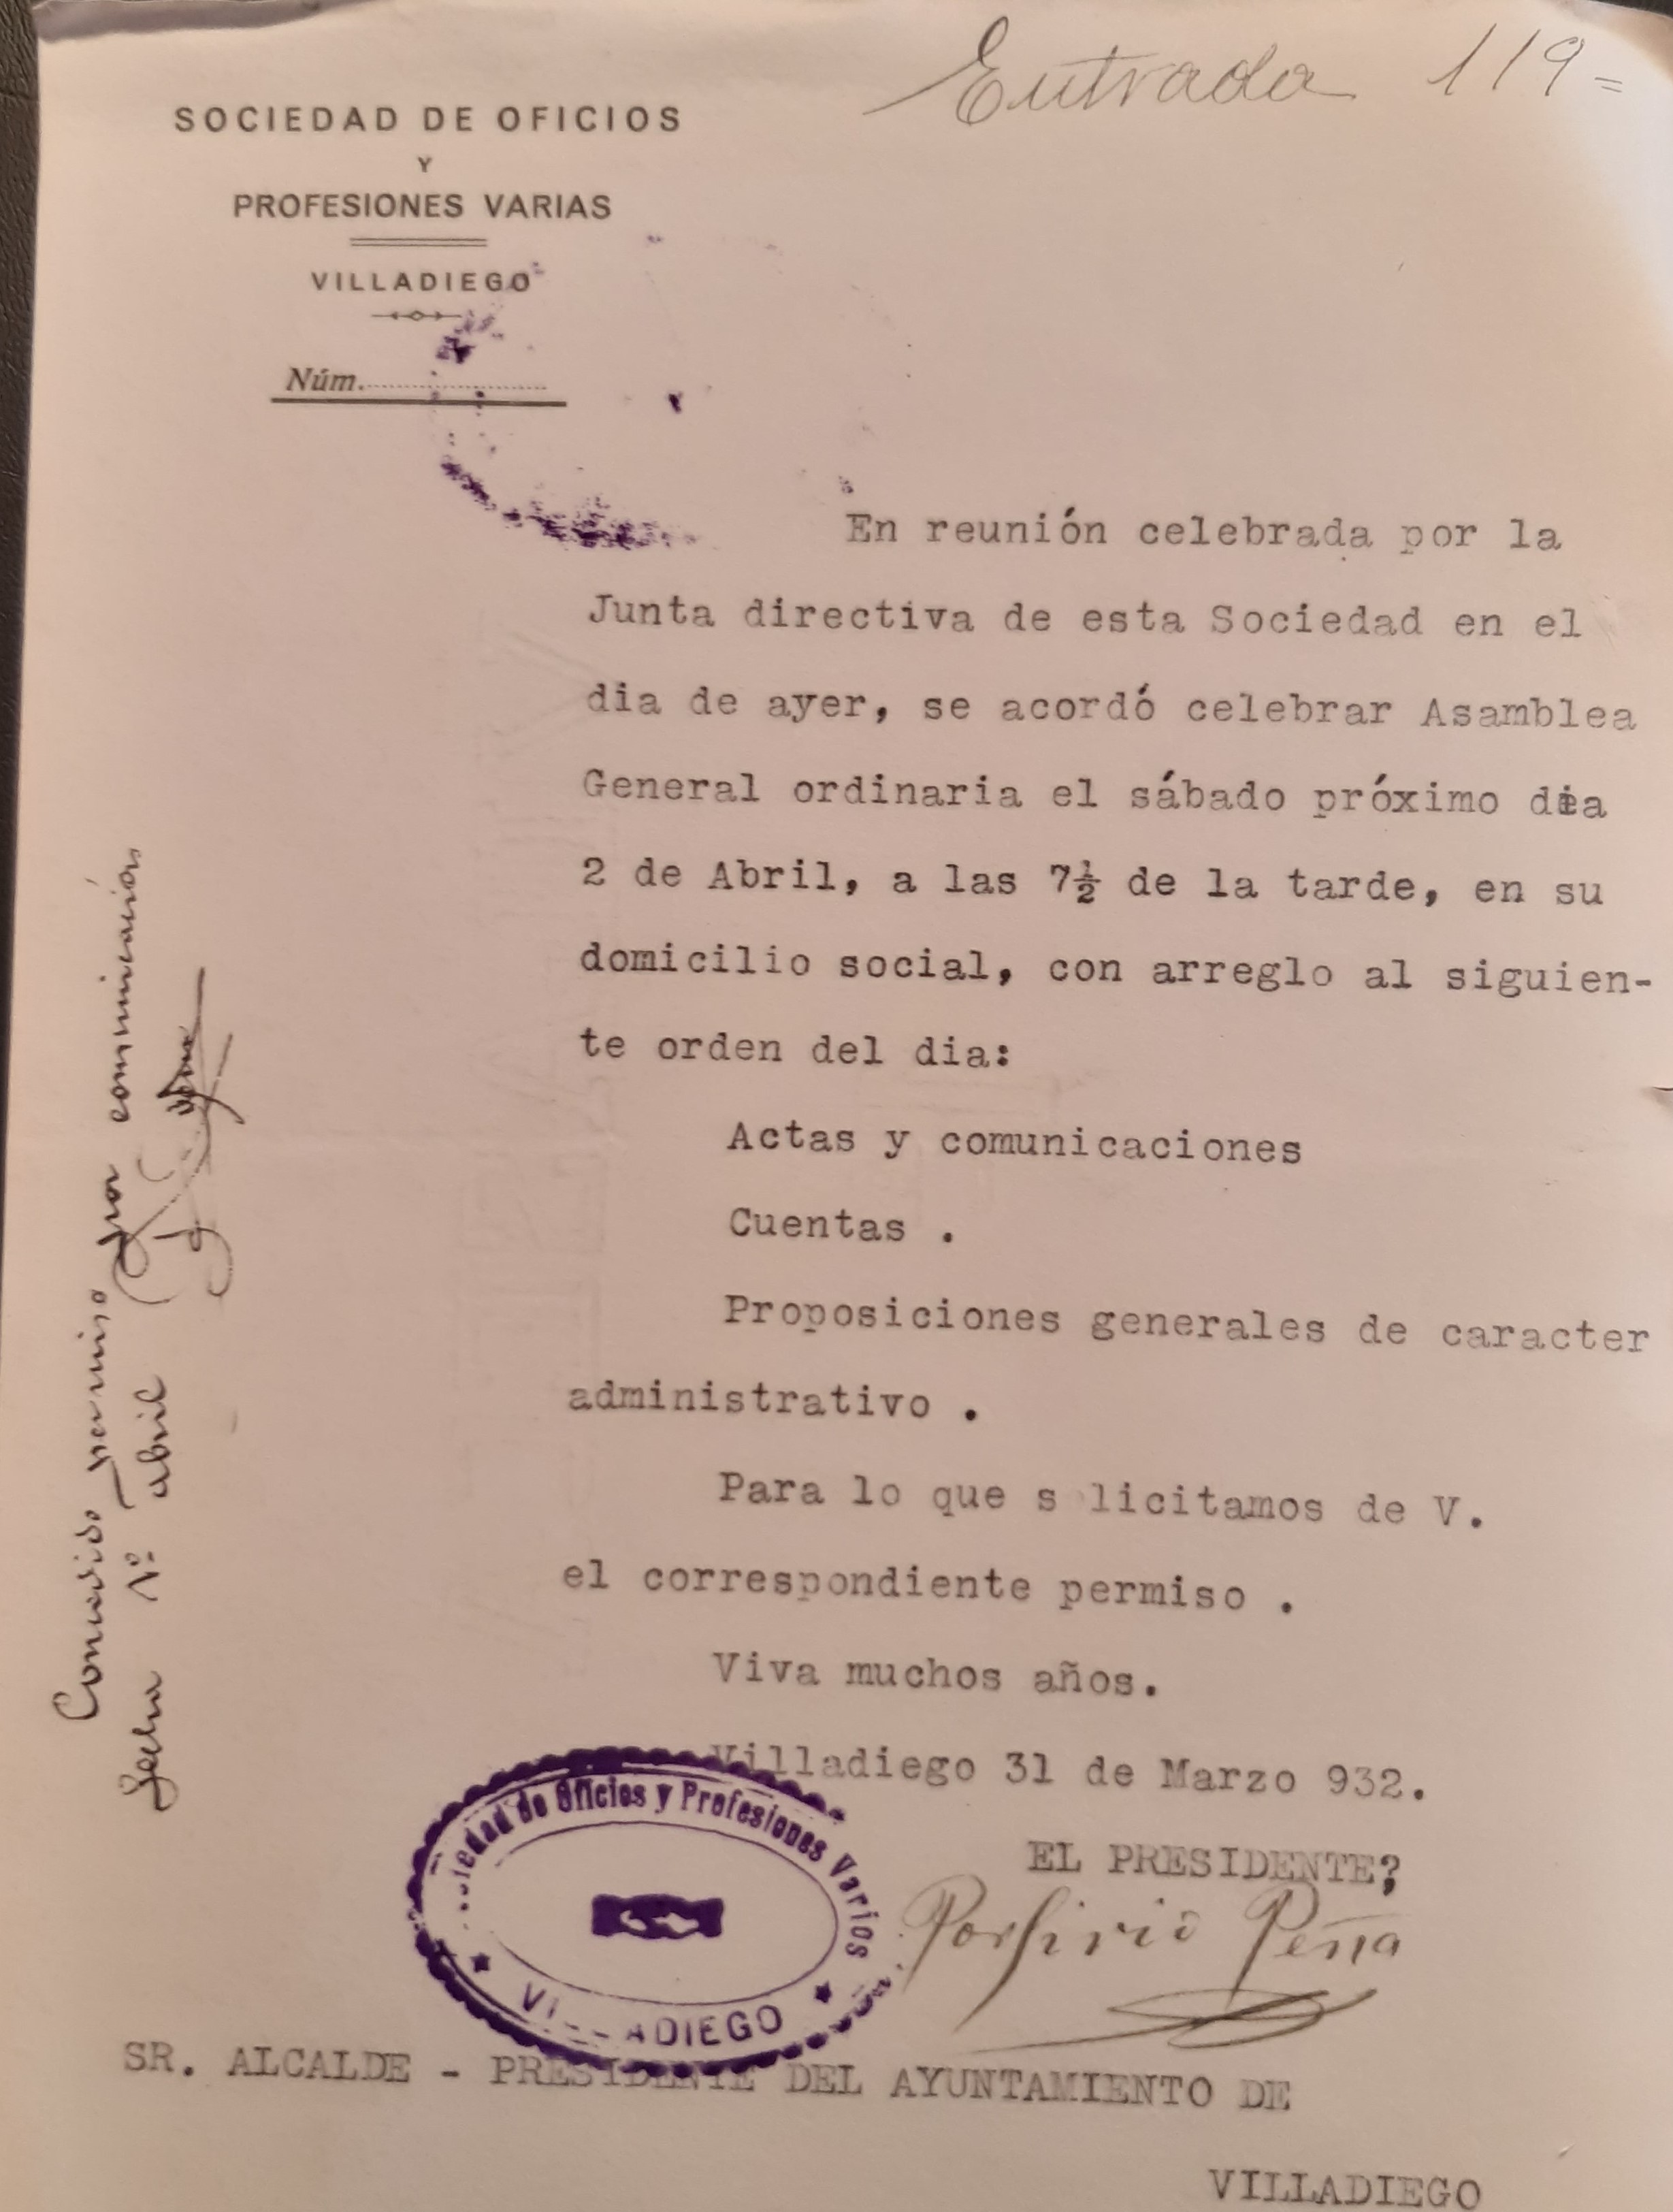 Entrada 119=
SOCIEDAD DE OFICIOS
Y
PROFESIONES VARIAS
VILLADIEGO
Núm.
En reunión celebrada por la
Junta directiva de esta Sociedad en el
dia de ayer, se acordó celebrar Asamblea
General ordinaria el sábado próximo dia
2 de Abril, a las 7½ de la tarde, en su
domicilio social, con arreglo al siguien-
te orden del dia:
Actas y comunicaciones
Cuentas .
Proposiciones generales de caracter
administrativo .
Para lo que s licitamos de V.
el correspondiente permiso .
Viva muchos años.
Villadiego 31 de Marzo 932.
EL PRESIDENTE?
Porfirio Peña
Sociedad de Oficios y Profesiones Varios
VILLADIEGO
SR. ALCALDE - PRESIDENTE DEL AYUNTAMIENTO DE
VILLADIEGO
Concedido permiso por comunicación
fecha 1º abril